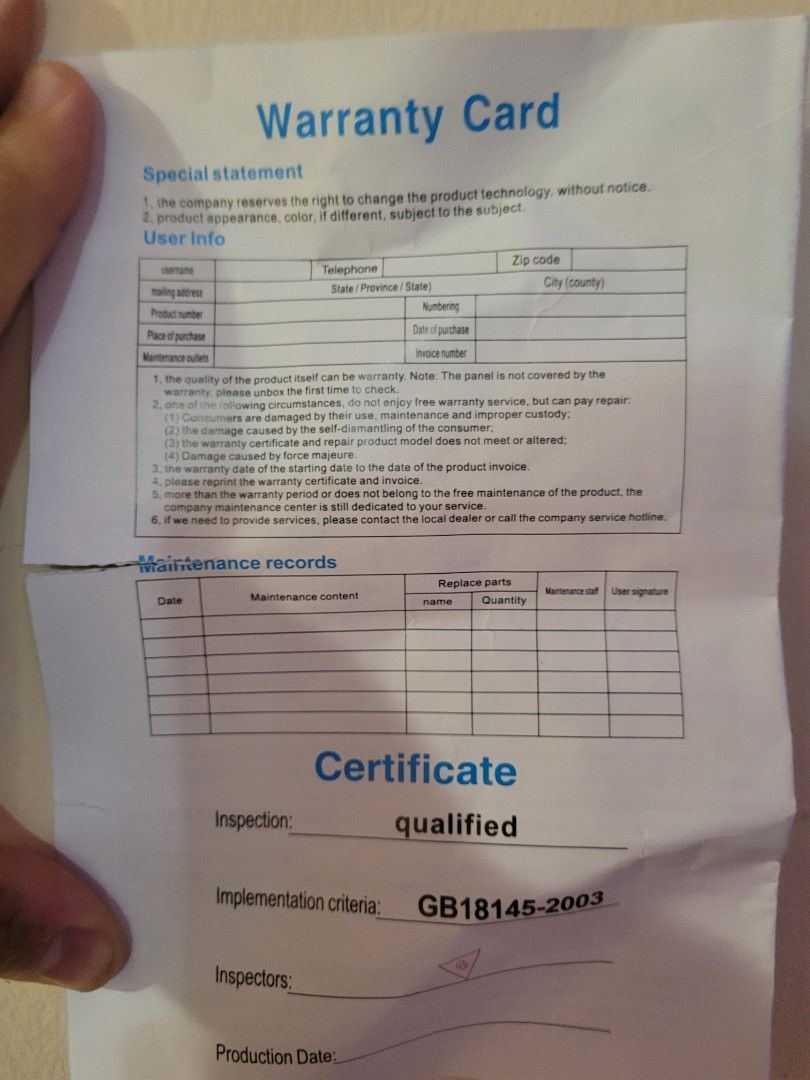 Warranty Card
Special statement
1, the company reserves the right to change the product technology, without notice.
2, product appearance, color, if different, subject to the subject.
User Info
username Telephone Zip code
mailing address State / Province / State) City (county)
Product number Numbering
Place of purchase Date of purchase
Maintenance outlets Invoice number
1, the quality of the product itself can be warranty. Note: The panel is not covered by the
warranty, please unbox the first time to check.
2, one of the following circumstances, do not enjoy free warranty service, but can pay repair:
(1) Consumers are damaged by their use, maintenance and improper custody;
(2) the damage caused by the self-dismantling of the consumer;
(3) the warranty certificate and repair product model does not meet or altered;
(4) Damage caused by force majeure.
3, the warranty date of the starting date to the date of the product invoice.
4, please reprint the warranty certificate and invoice.
5, more than the warranty period or does not belong to the free maintenance of the product, the
company maintenance center is still dedicated to your service.
6, if we need to provide services, please contact the local dealer or call the company service hotline.
Maintenance records
Date Maintenance content Replace parts Maintenance staff User signature
name Quantity
Certificate
Inspection: qualified
Implementation criteria: GB18145-2003
Inspectors:
Production Date: